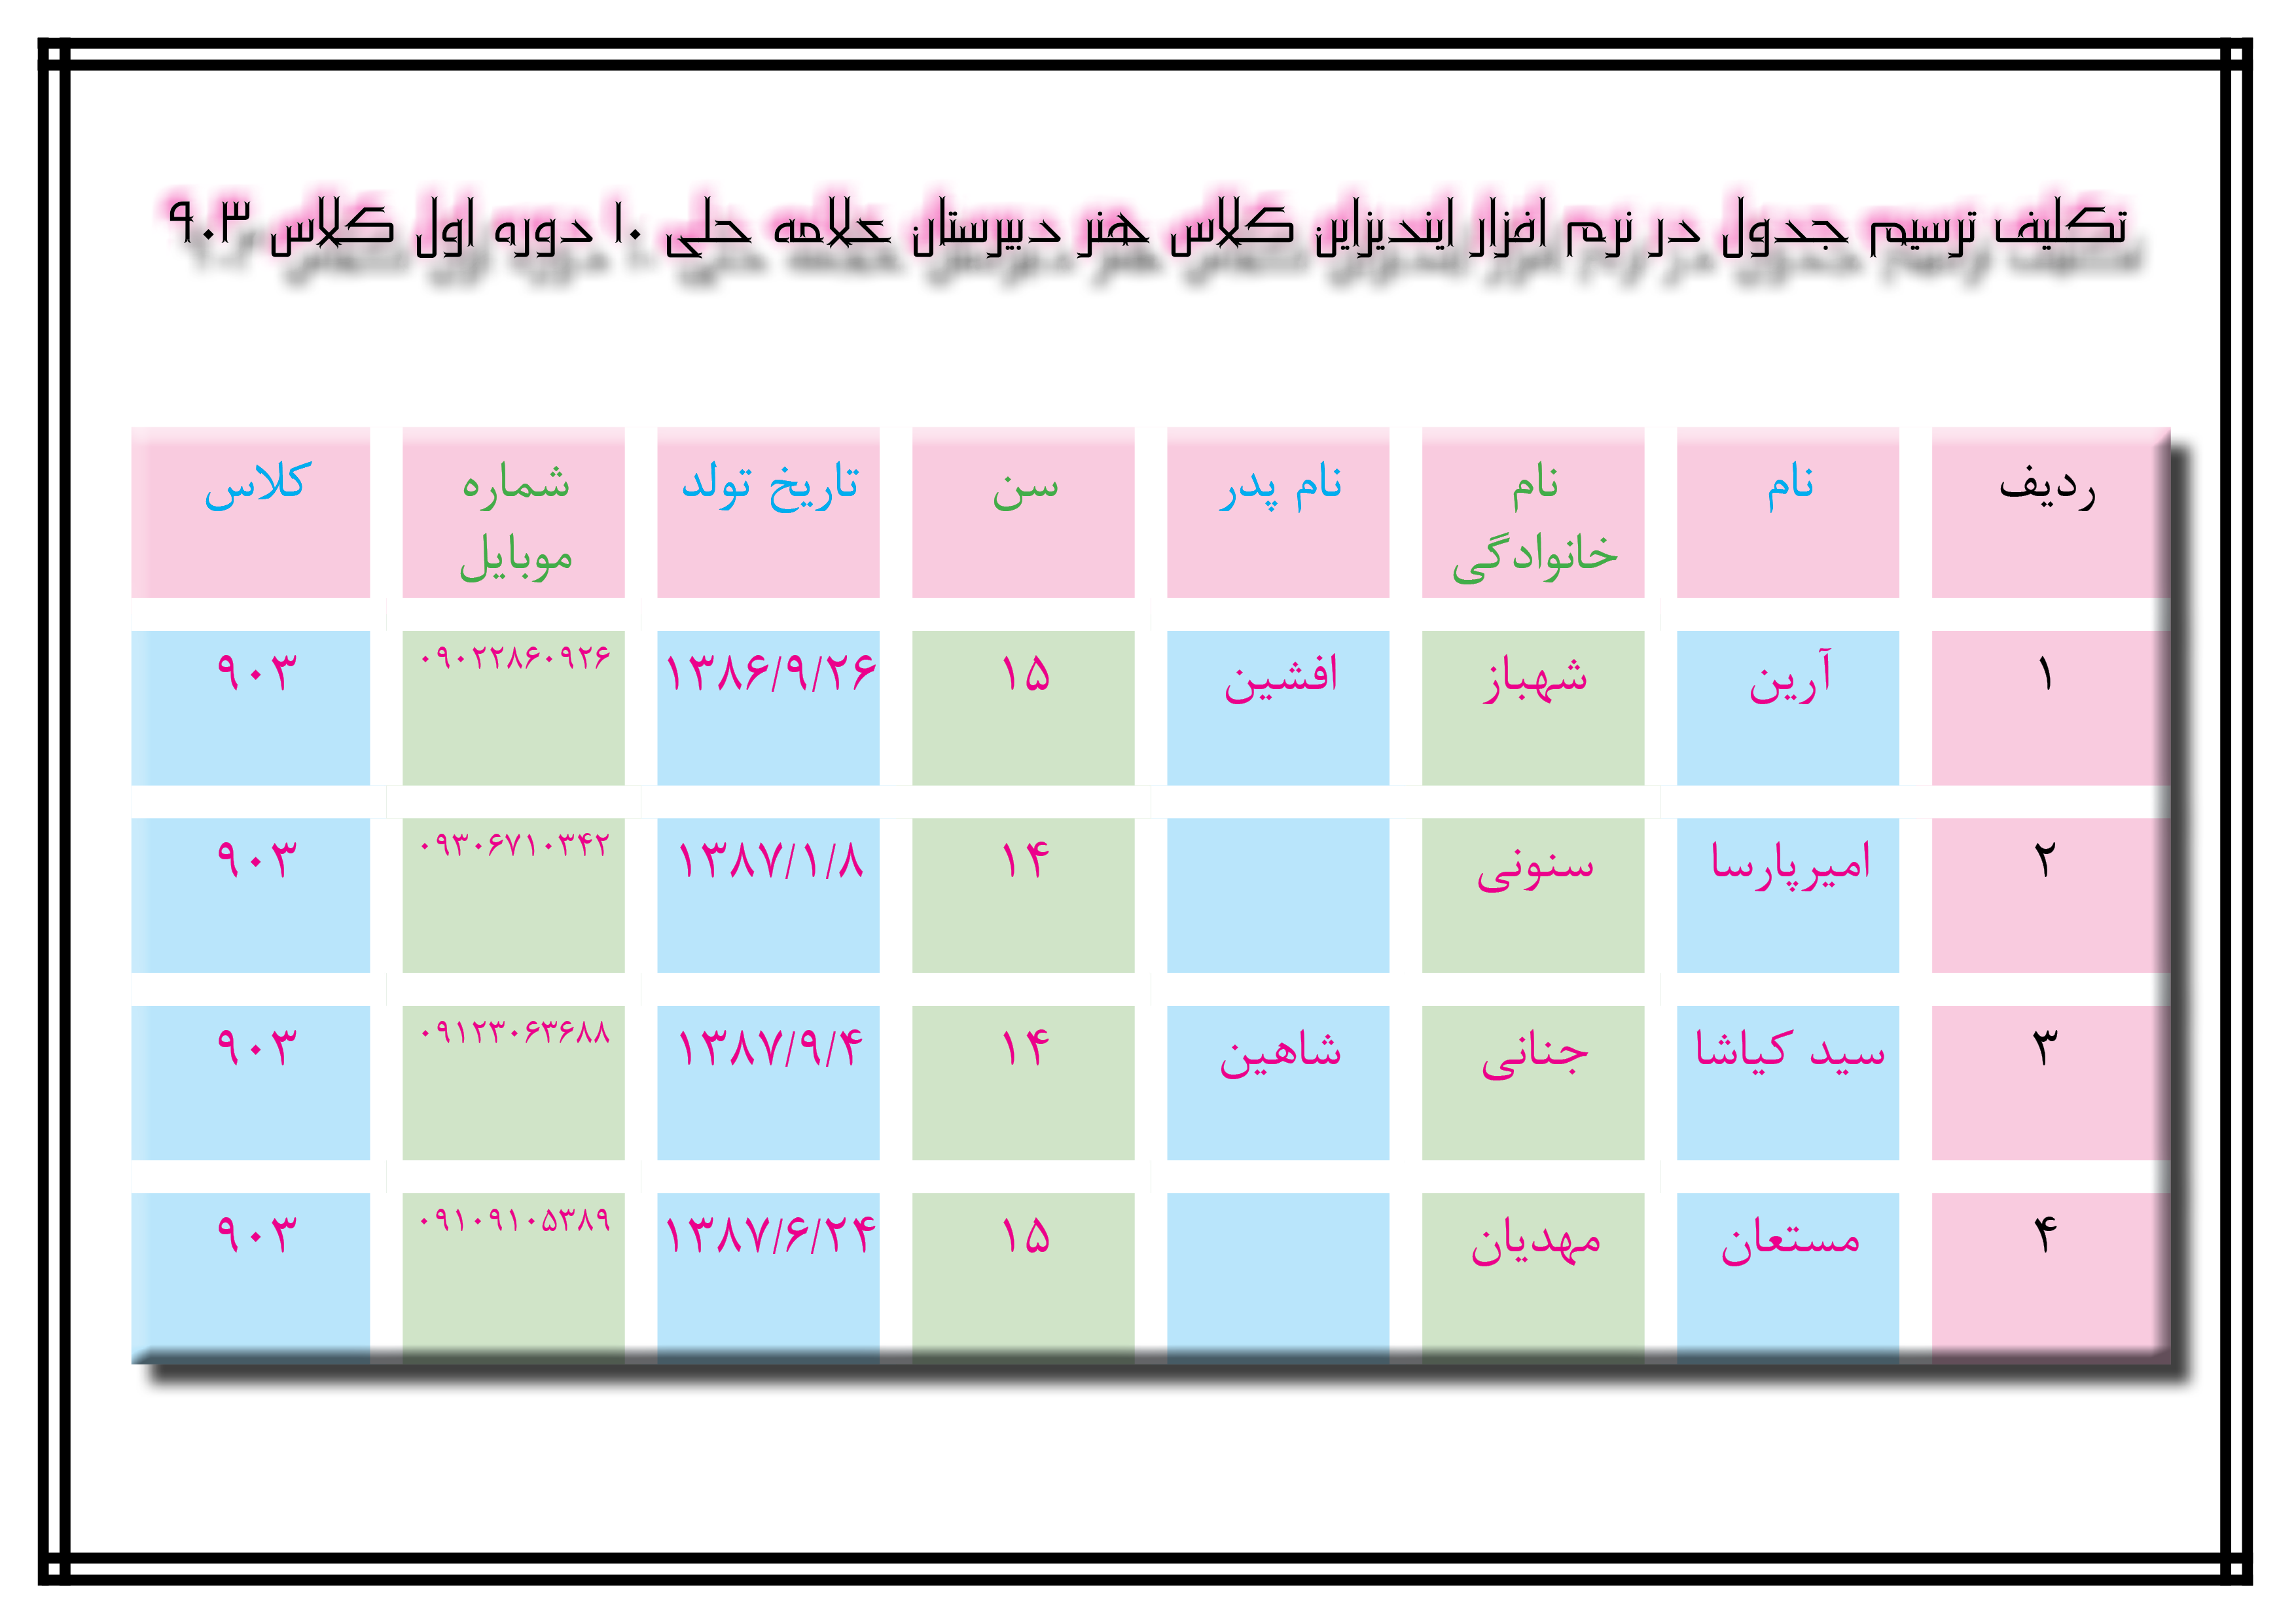 تکلیف ترسیم جدول در نرم افزار ایندیزاین کلاس هنر دبیرستان علامه حلی ۱۰ دوره اول کلاس ۹۰۳
ردیف نام نام خانوادگی نام پدر سن تاریخ تولد شماره موبایل کلاس
۱ آرین شهباز افشین ۱۵ ۱۳۸۶/۹/۲۶ ۰۹۰۲۲۸۶۰۹۲۶ ۹۰۳
۲ امیرپارسا سنونی ۱۴ ۱۳۸۷/۱/۸ ۰۹۳۰۶۷۱۰۳۴۲ ۹۰۳
۳ سید کیاشا جنانی شاهین ۱۴ ۱۳۸۷/۹/۴ ۰۹۱۲۳۰۶۳۶۸۸ ۹۰۳
۴ مستعان مهدیان ۱۵ ۱۳۸۷/۶/۲۴ ۰۹۱۰۹۱۰۵۳۸۹ ۹۰۳